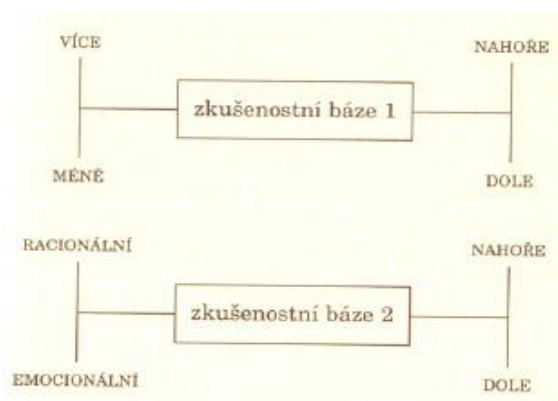 VÍCE
NAHOŘE
zkušenostní báze 1
MÉNĚ
DOLE
RACIONÁLNÍ
NAHOŘE
zkušenostní báze 2
EMOCIONÁLNÍ
DOLE